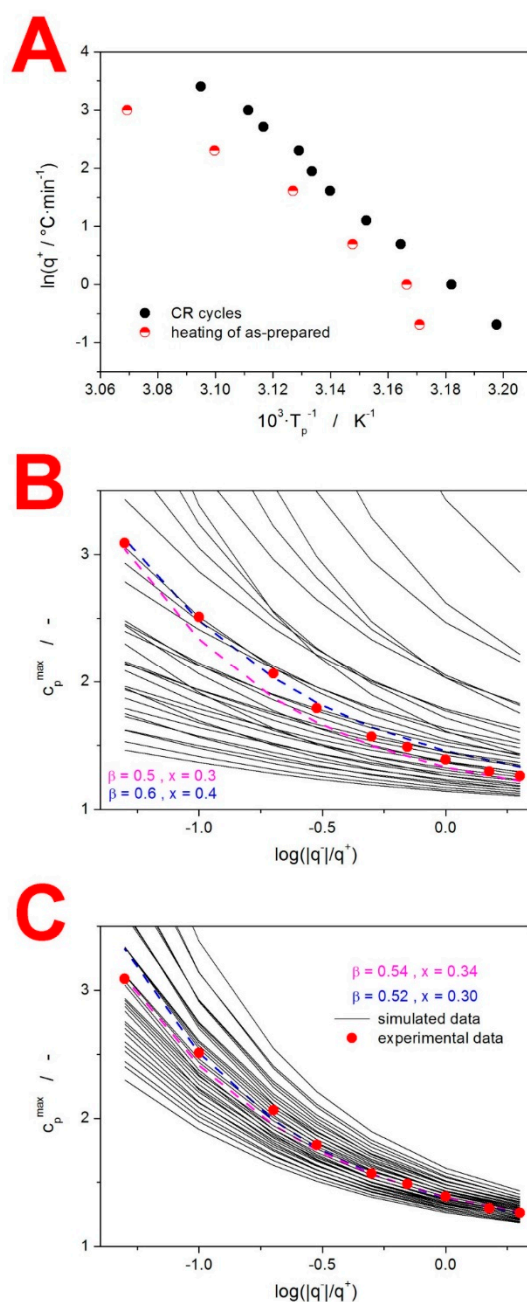 A
ln(q⁺ / °C·min⁻¹)
4
3
2
1
0
-1
CR cycles
heating of as-prepared
3.06 3.08 3.10 3.12 3.14 3.16 3.18 3.20
10³·Tₚ⁻¹ / K⁻¹
B
cₚᵐᵃˣ / -
3
2
1
β = 0.5 , x = 0.3
β = 0.6 , x = 0.4
-1.0 -0.5 0.0
log(|q⁻|/q⁺)
C
cₚᵐᵃˣ / -
3
2
1
β = 0.54 , x = 0.34
β = 0.52 , x = 0.30
simulated data
experimental data
-1.0 -0.5 0.0
log(|q⁻|/q⁺)